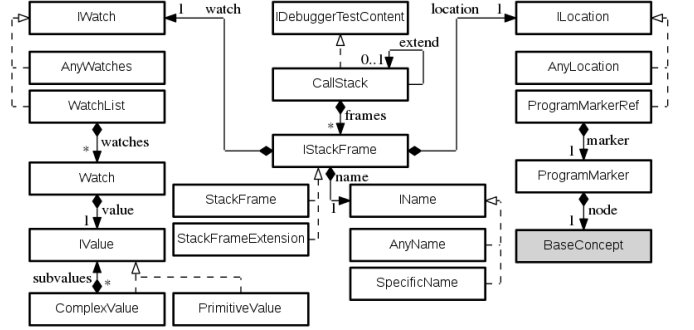 IWatch
1
watch
IDebuggerTestContent
location
1
ILocation
extend
0..1
AnyWatches
CallStack
AnyLocation
WatchList
frames
ProgramMarkerRef
*
watches
*
IStackFrame
marker
1
Watch
name
ProgramMarker
value
StackFrame
1
IName
node
1
1
IValue
StackFrameExtension
AnyName
BaseConcept
subvalues
*
SpecificName
ComplexValue
PrimitiveValue